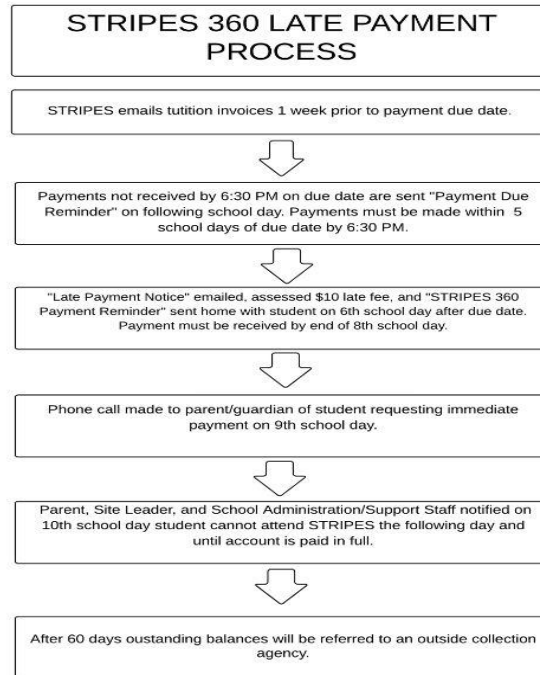 STRIPES 360 LATE PAYMENT
PROCESS
STRIPES emails tutition invoices 1 week prior to payment due date.
Payments not received by 6:30 PM on due date are sent "Payment Due
Reminder" on following school day. Payments must be made within 5
school days of due date by 6:30 PM.
"Late Payment Notice" emailed, assessed $10 late fee, and "STRIPES 360
Payment Reminder" sent home with student on 6th school day after due date.
Payment must be received by end of 8th school day.
Phone call made to parent/guardian of student requesting immediate
payment on 9th school day.
Parent, Site Leader, and School Administration/Support Staff notified on
10th school day student cannot attend STRIPES the following day and
until account is paid in full.
After 60 days oustanding balances will be referred to an outside collection
agency.